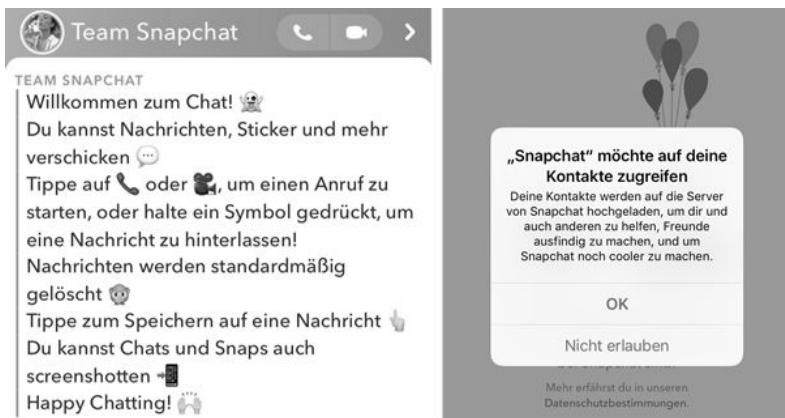 Team Snapchat
TEAM SNAPCHAT
Willkommen zum Chat! 👻
Du kannst Nachrichten, Sticker und mehr
verschicken 💬
Tippe auf 📞 oder 🎥, um einen Anruf zu
starten, oder halte ein Symbol gedrückt, um
eine Nachricht zu hinterlassen!
Nachrichten werden standardmäßig
gelöscht 🙊
Tippe zum Speichern auf eine Nachricht 👆
Du kannst Chats und Snaps auch
screenshotten 📲
Happy Chatting! 🙌
„Snapchat“ möchte auf deine
Kontakte zugreifen
Deine Kontakte werden auf die Server
von Snapchat hochgeladen, um dir und
auch anderen zu helfen, Freunde
ausfindig zu machen, und um
Snapchat noch cooler zu machen.
OK
Nicht erlauben
Mehr erfährst du in unseren
Datenschutzbestimmungen.